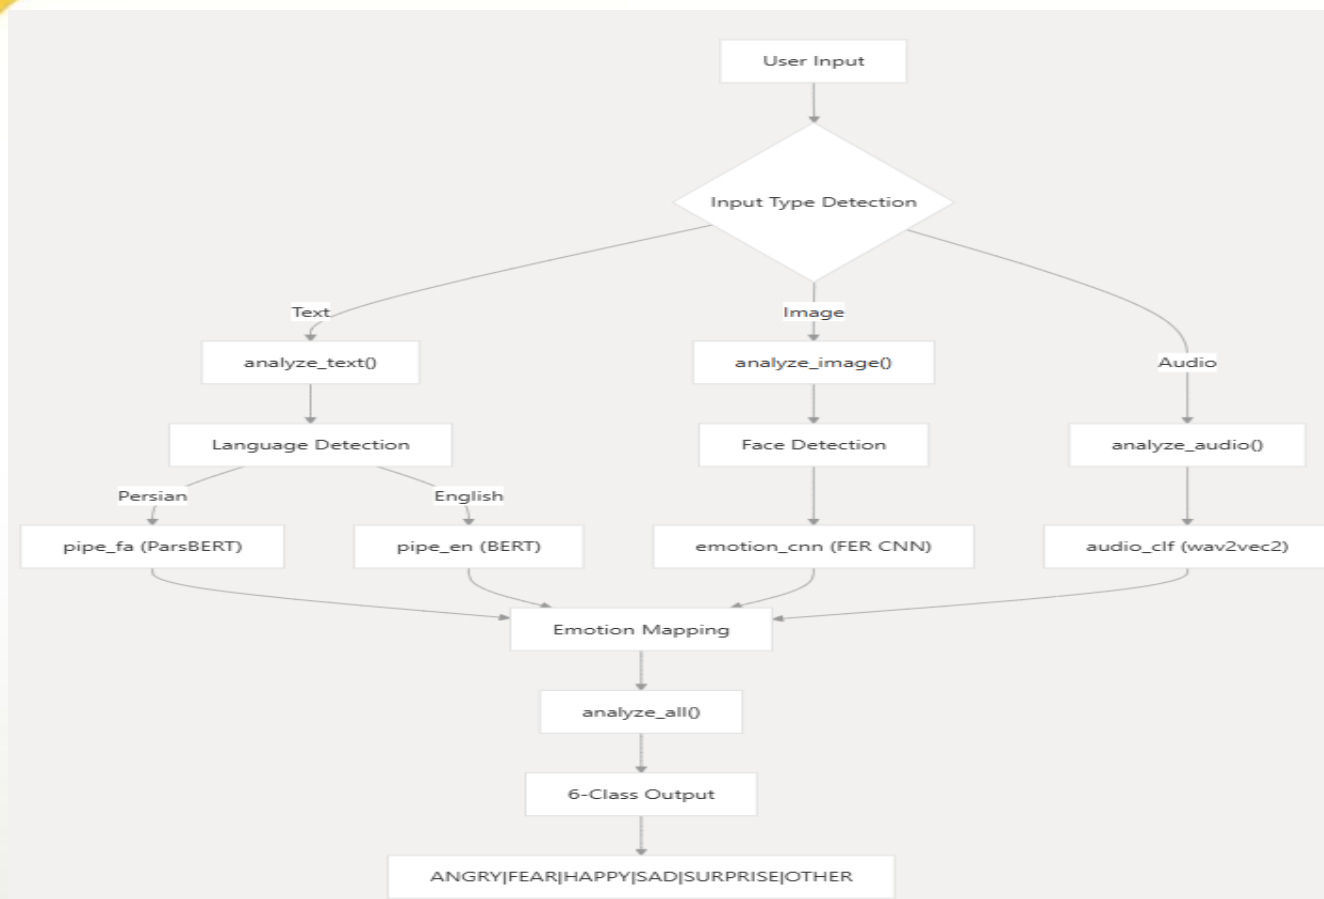 User Input
Input Type Detection
Text
Image
Audio
analyze_text()
analyze_image()
Language Detection
Face Detection
analyze_audio()
Persian
English
pipe_fa (ParsBERT)
pipe_en (BERT)
emotion_cnn (FER CNN)
audio_clf (wav2vec2)
Emotion Mapping
analyze_all()
6-Class Output
ANGRY|FEAR|HAPPY|SAD|SURPRISE|OTHER